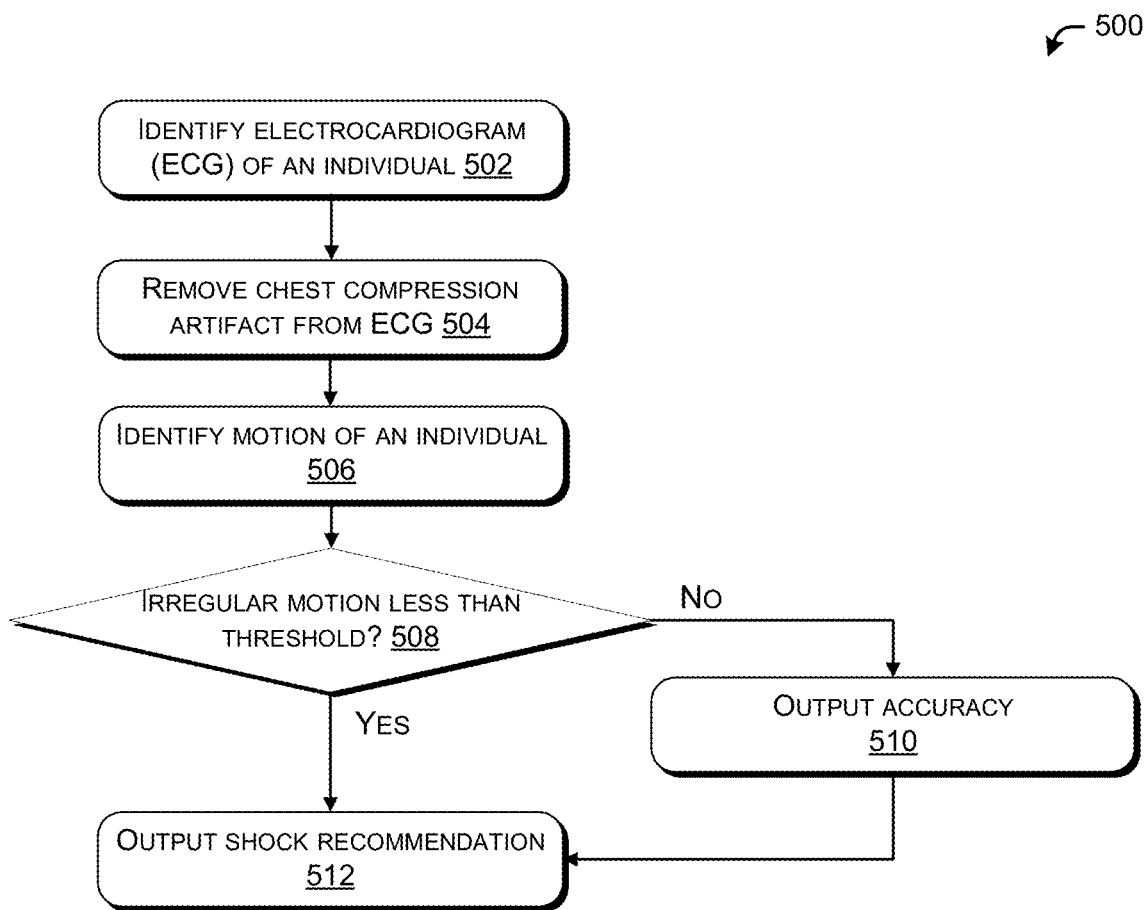 500
IDENTIFY ELECTROCARDIOGRAM
(ECG) OF AN INDIVIDUAL 502
REMOVE CHEST COMPRESSION
ARTIFACT FROM ECG 504
IDENTIFY MOTION OF AN INDIVIDUAL
506
IRREGULAR MOTION LESS THAN
THRESHOLD? 508
NO
YES
OUTPUT ACCURACY
510
OUTPUT SHOCK RECOMMENDATION
512